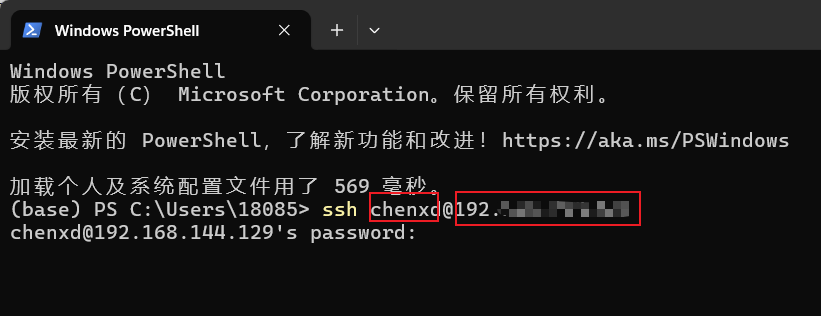 Windows PowerShell
Windows PowerShell
版权所有 (C) Microsoft Corporation。保留所有权利。
安装最新的 PowerShell，了解新功能和改进！https://aka.ms/PSWindows
加载个人及系统配置文件用了 569 毫秒。
(base) PS C:\Users\18085> ssh chenxd@192.
chenxd@192.168.144.129's password: